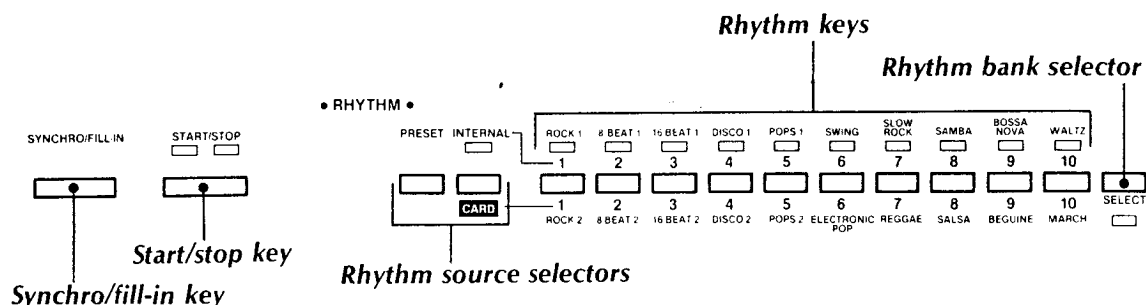 Rhythm keys
Rhythm bank selector
• RHYTHM •
SYNCHRO/FILL-IN START/STOP
PRESET INTERNAL ROCK 1 8 BEAT 1 16 BEAT 1 DISCO 1 POPS 1 SWING SLOW ROCK SAMBA BOSSA NOVA WALTZ
1 2 3 4 5 6 7 8 9 10
CARD 1 2 3 4 5 6 7 8 9 10 SELECT
ROCK 2 8 BEAT 2 16 BEAT 2 DISCO 2 POPS 2 ELECTRONIC POP REGGAE SALSA BEGUINE MARCH
Start/stop key
Rhythm source selectors
Synchro/fill-in key